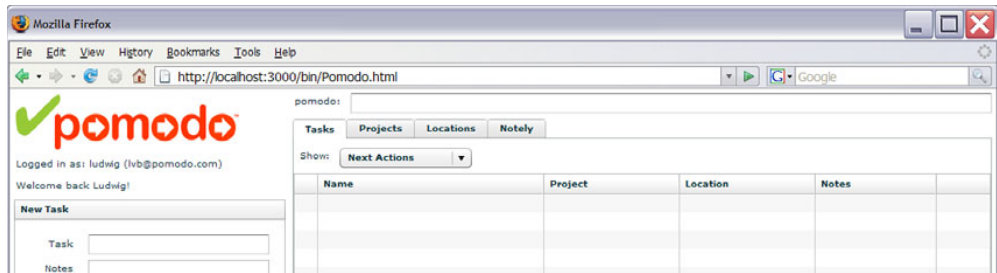 Mozilla Firefox
File Edit View History Bookmarks Tools Help
http://localhost:3000/bin/Pomodo.html
G Google
pomodo
pomodo:
Tasks Projects Locations Notely
Logged in as: ludwig (lvb@pomodo.com)
Show: Next Actions
Welcome back Ludwig!
Name Project Location Notes
New Task
Task
Notes